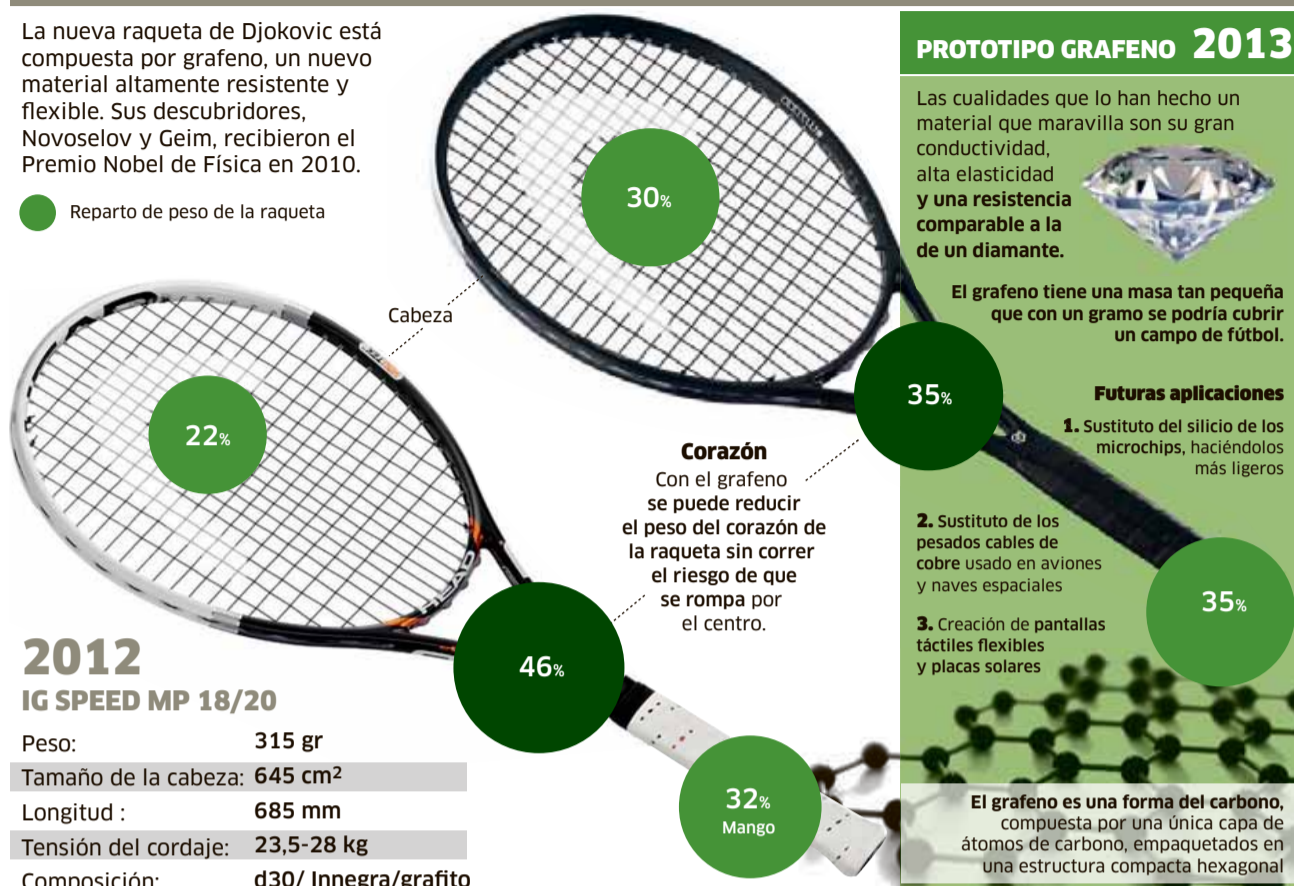 La nueva raqueta de Djokovic está
compuesta por grafeno, un nuevo
material altamente resistente y
flexible. Sus descubridores,
Novoselov y Geim, recibieron el
Premio Nobel de Física en 2010.
Reparto de peso de la raqueta
30%
Cabeza
22%
35%
Corazón
Con el grafeno
se puede reducir
el peso del corazón de
la raqueta sin correr
el riesgo de que
se rompa por
el centro.
46%
32%
Mango
HEAD
2012
IG SPEED MP 18/20
Peso: 315 gr
Tamaño de la cabeza: 645 cm²
Longitud : 685 mm
Tensión del cordaje: 23,5-28 kg
Composición: d30/ Innegra/grafito
PROTOTIPO GRAFENO 2013
Las cualidades que lo han hecho un
material que maravilla son su gran
conductividad,
alta elasticidad
y una resistencia
comparable a la
de un diamante.
El grafeno tiene una masa tan pequeña
que con un gramo se podría cubrir
un campo de fútbol.
Futuras aplicaciones
1. Sustituto del silicio de los
microchips, haciéndolos
más ligeros
2. Sustituto de los
pesados cables de
cobre usado en aviones
y naves espaciales
35%
3. Creación de pantallas
táctiles flexibles
y placas solares
El grafeno es una forma del carbono,
compuesta por una única capa de
átomos de carbono, empaquetados en
una estructura compacta hexagonal